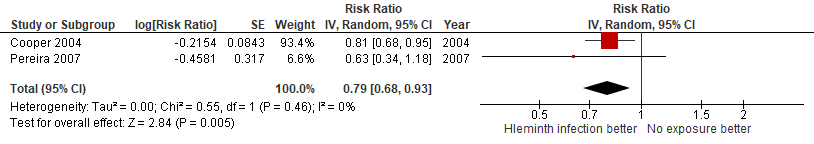 Risk Ratio Risk Ratio
Study or Subgroup log[Risk Ratio] SE Weight IV, Random, 95% CI Year IV, Random, 95% CI
Cooper 2004 -0.2154 0.0843 93.4% 0.81 [0.68, 0.95] 2004
Pereira 2007 -0.4581 0.317 6.6% 0.63 [0.34, 1.18] 2007
Total (95% CI) 100.0% 0.79 [0.68, 0.93]
Heterogeneity: Tau² = 0.00; Chi² = 0.55, df = 1 (P = 0.46); I² = 0%
Test for overall effect: Z = 2.84 (P = 0.005)
0.5 0.7 1 1.5 2
Hleminth infection better No exposure better